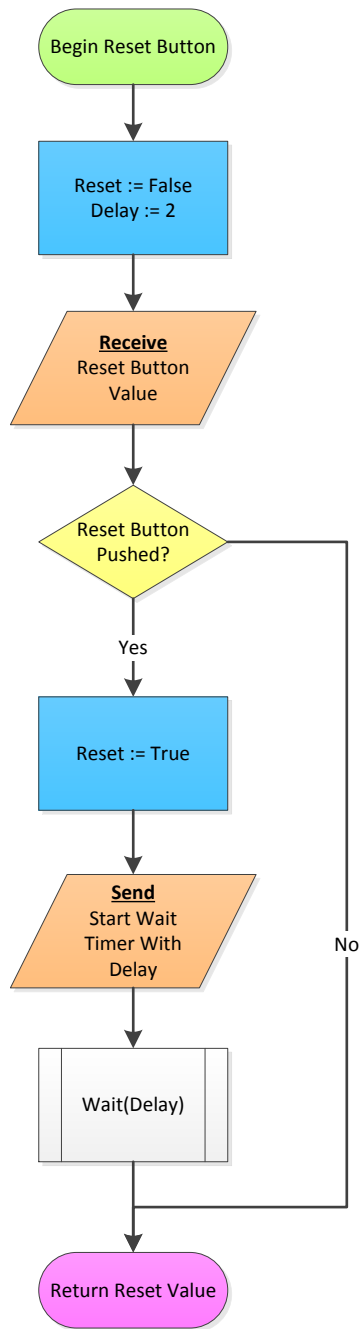 Begin Reset Button
Reset := False
Delay := 2
Receive
Reset Button
Value
Reset Button
Pushed?
Yes
Reset := True
Send
Start Wait
Timer With
Delay
No
Wait(Delay)
Return Reset Value